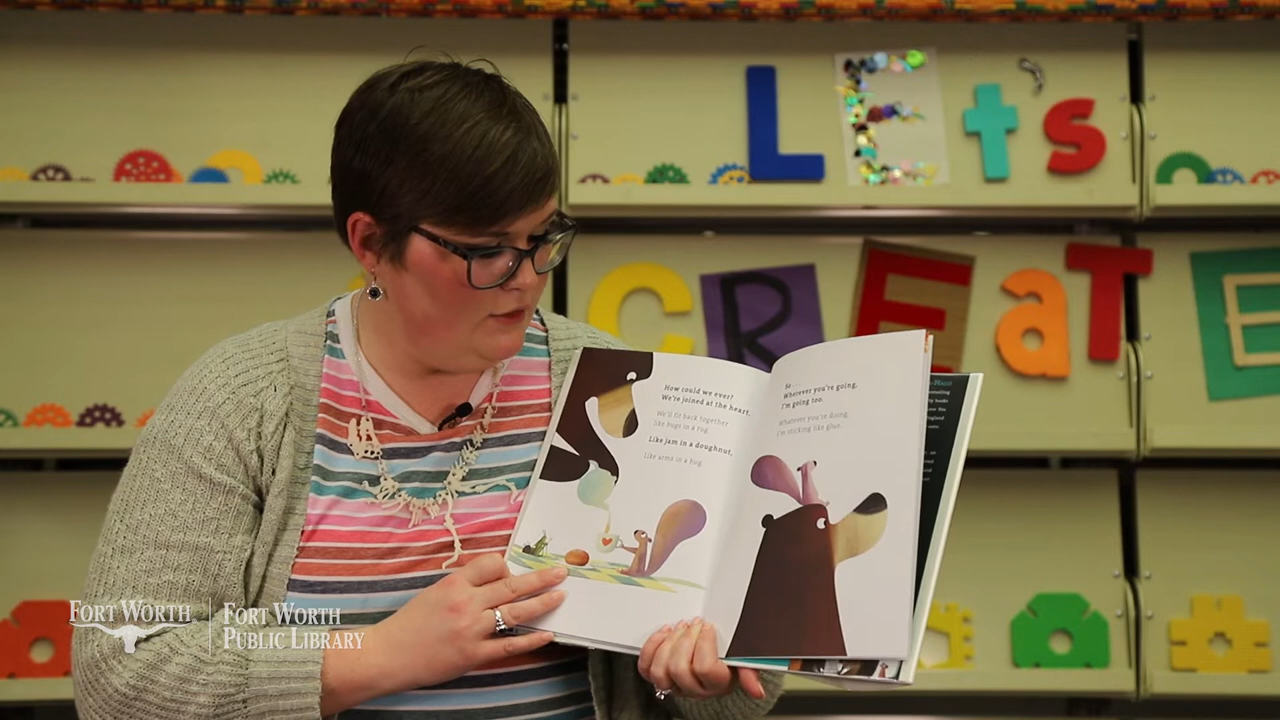 Lets
CREaTE
How could we ever?
We're joined at the heart,
We'll fit back together
like bugs in a rug.
Like jam in a doughnut,
like arms in a hug.
So . . .
Wherever you're going,
I'm going too.
Whatever you're doing,
I'm sticking like glue.
FORT WORTH
FORT WORTH
PUBLIC LIBRARY